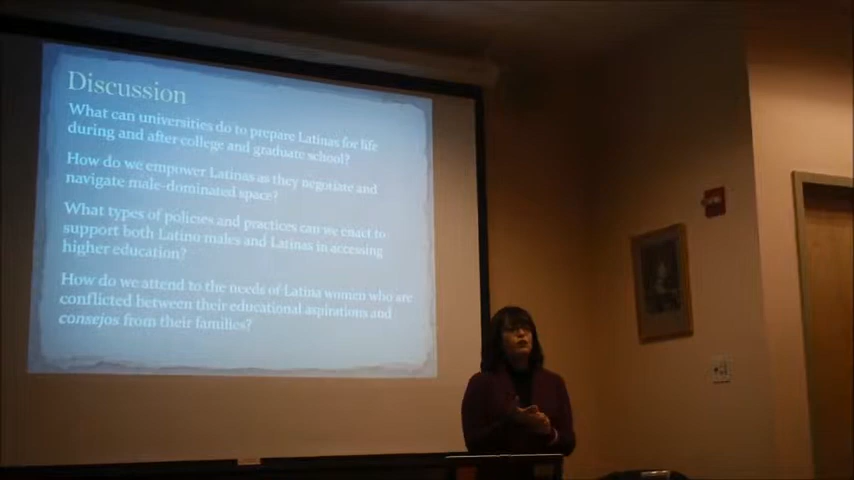 Discussion
What can universities do to prepare Latinas for life
during and after college and graduate school?
How do we empower Latinas as they negotiate and
navigate male-dominated space?
What types of policies and practices can we enact to
support both Latino males and Latinas in accessing
higher education?
How do we attend to the needs of Latina women who are
conflicted between their educational aspirations and
consejos from their families?